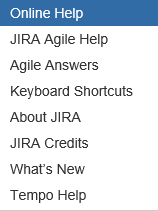 Online Help
JIRA Agile Help
Agile Answers
Keyboard Shortcuts
About JIRA
JIRA Credits
What's New
Tempo Help